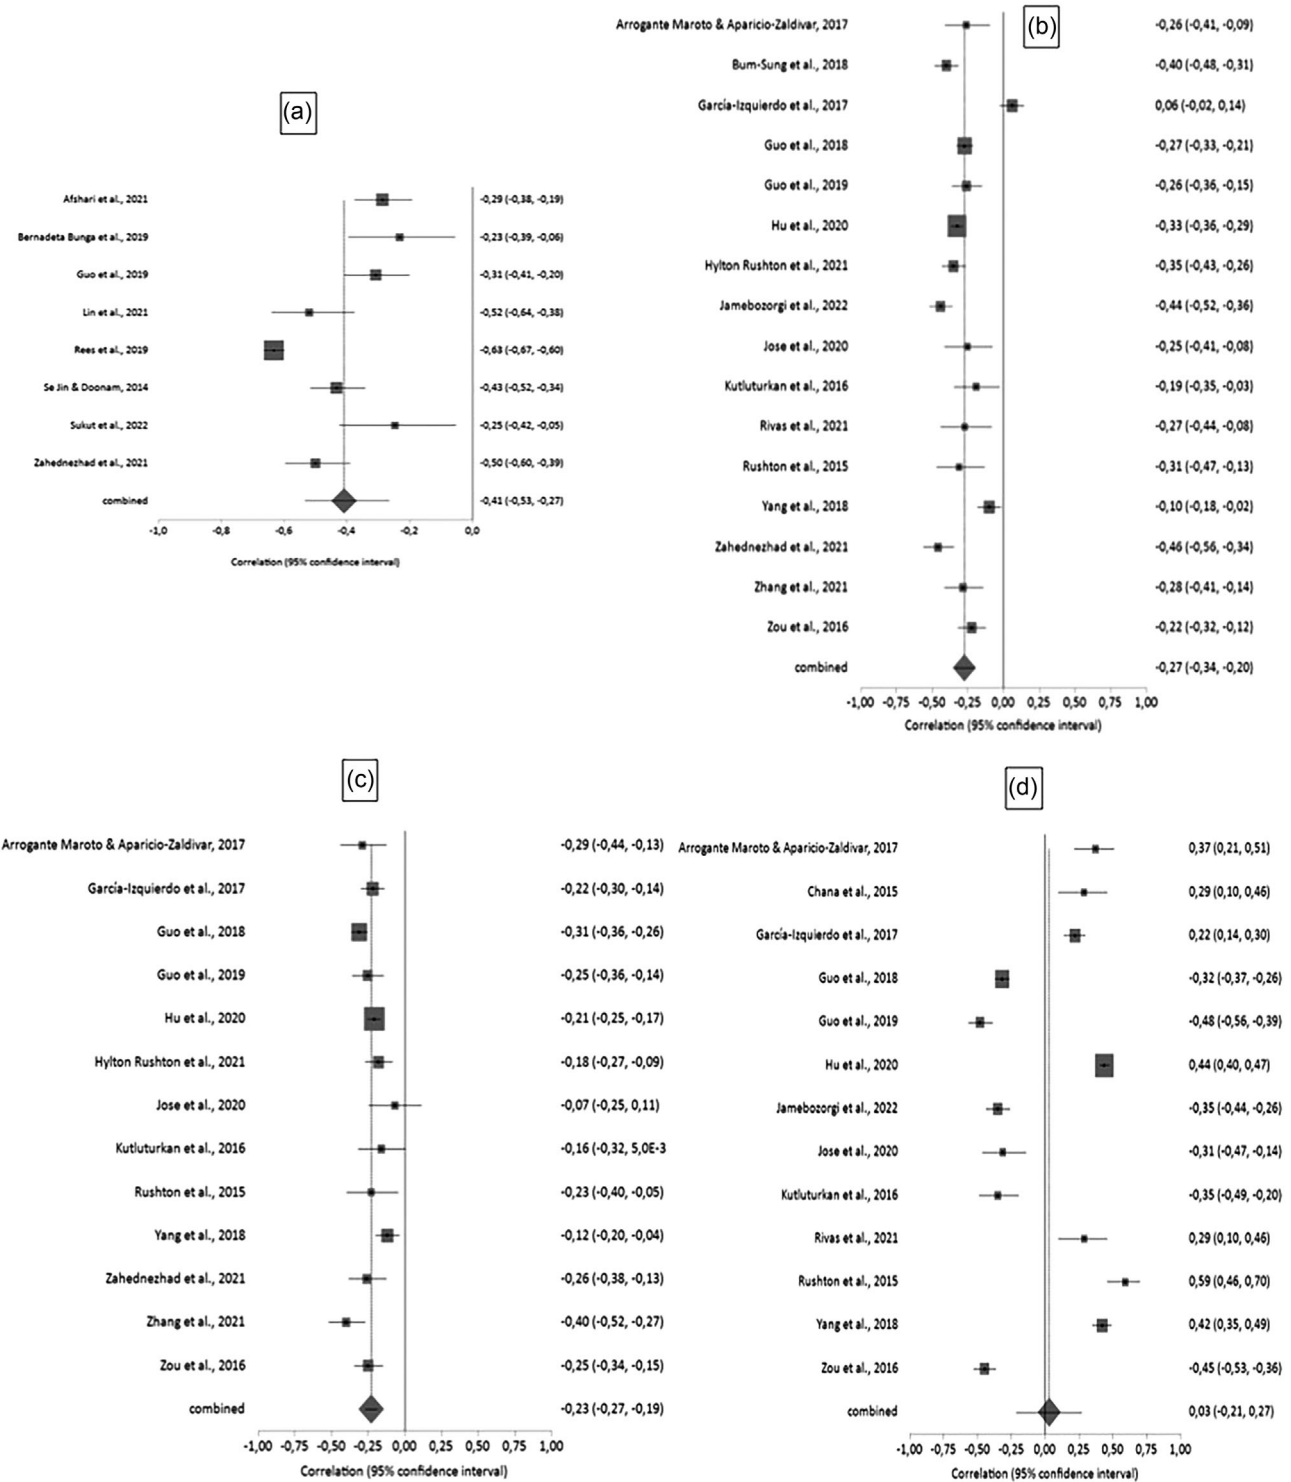 (a)
Afshari et al., 2021 -0,29 (-0,38, -0,19)
Bernadeta Bunga et al., 2019 -0,23 (-0,39, -0,06)
Guo et al., 2019 -0,31 (-0,41, -0,20)
Lin et al., 2021 -0,52 (-0,64, -0,38)
Rees et al., 2019 -0,63 (-0,67, -0,60)
Se Jin & Doonam, 2014 -0,43 (-0,52, -0,34)
Sukut et al., 2022 -0,25 (-0,42, -0,05)
Zahednezhad et al., 2021 -0,50 (-0,60, -0,39)
combined -0,41 (-0,53, -0,27)
-1,0 -0,8 -0,6 -0,4 -0,2 0,0
Correlation (95% confidence interval)
(b)
Arrogante Maroto & Aparicio-Zaldivar, 2017 -0,26 (-0,41, -0,09)
Bum-Sung et al., 2018 -0,40 (-0,48, -0,31)
García-Izquierdo et al., 2017 0,06 (-0,02, 0,14)
Guo et al., 2018 -0,27 (-0,33, -0,21)
Guo et al., 2019 -0,26 (-0,36, -0,15)
Hu et al., 2020 -0,33 (-0,36, -0,29)
Hylton Rushton et al., 2021 -0,35 (-0,43, -0,26)
Jamebozorgi et al., 2022 -0,44 (-0,52, -0,36)
Jose et al., 2020 -0,25 (-0,41, -0,08)
Kutluturkan et al., 2016 -0,19 (-0,35, -0,03)
Rivas et al., 2021 -0,27 (-0,44, -0,08)
Rushton et al., 2015 -0,31 (-0,47, -0,13)
Yang et al., 2018 -0,10 (-0,18, -0,02)
Zahednezhad et al., 2021 -0,46 (-0,56, -0,34)
Zhang et al., 2021 -0,28 (-0,41, -0,14)
Zou et al., 2016 -0,22 (-0,32, -0,12)
combined -0,27 (-0,34, -0,20)
-1,00 -0,75 -0,50 -0,25 0,00 0,25 0,50 0,75 1,00
Correlation (95% confidence interval)
(c)
Arrogante Maroto & Aparicio-Zaldivar, 2017 -0,29 (-0,44, -0,13)
García-Izquierdo et al., 2017 -0,22 (-0,30, -0,14)
Guo et al., 2018 -0,31 (-0,36, -0,26)
Guo et al., 2019 -0,25 (-0,36, -0,14)
Hu et al., 2020 -0,21 (-0,25, -0,17)
Hylton Rushton et al., 2021 -0,18 (-0,27, -0,09)
Jose et al., 2020 -0,07 (-0,25, 0,11)
Kutluturkan et al., 2016 -0,16 (-0,32, 5,0E-3
Rushton et al., 2015 -0,23 (-0,40, -0,05)
Yang et al., 2018 -0,12 (-0,20, -0,04)
Zahednezhad et al., 2021 -0,26 (-0,38, -0,13)
Zhang et al., 2021 -0,40 (-0,52, -0,27)
Zou et al., 2016 -0,25 (-0,34, -0,15)
combined -0,23 (-0,27, -0,19)
-1,00 -0,75 -0,50 -0,25 0,00 0,25 0,50 0,75 1,00
Correlation (95% confidence interval)
(d)
Arrogante Maroto & Aparicio-Zaldivar, 2017 0,37 (0,21, 0,51)
Chana et al., 2015 0,29 (0,10, 0,46)
García-Izquierdo et al., 2017 0,22 (0,14, 0,30)
Guo et al., 2018 -0,32 (-0,37, -0,26)
Guo et al., 2019 -0,48 (-0,56, -0,39)
Hu et al., 2020 0,44 (0,40, 0,47)
Jamebozorgi et al., 2022 -0,35 (-0,44, -0,26)
Jose et al., 2020 -0,31 (-0,47, -0,14)
Kutluturkan et al., 2016 -0,35 (-0,49, -0,20)
Rivas et al., 2021 0,29 (0,10, 0,46)
Rushton et al., 2015 0,59 (0,46, 0,70)
Yang et al., 2018 0,42 (0,35, 0,49)
Zou et al., 2016 -0,45 (-0,53, -0,36)
combined 0,03 (-0,21, 0,27)
-1,00 -0,75 -0,50 -0,25 0,00 0,25 0,50 0,75 1,00
Correlation (95% confidence interval)